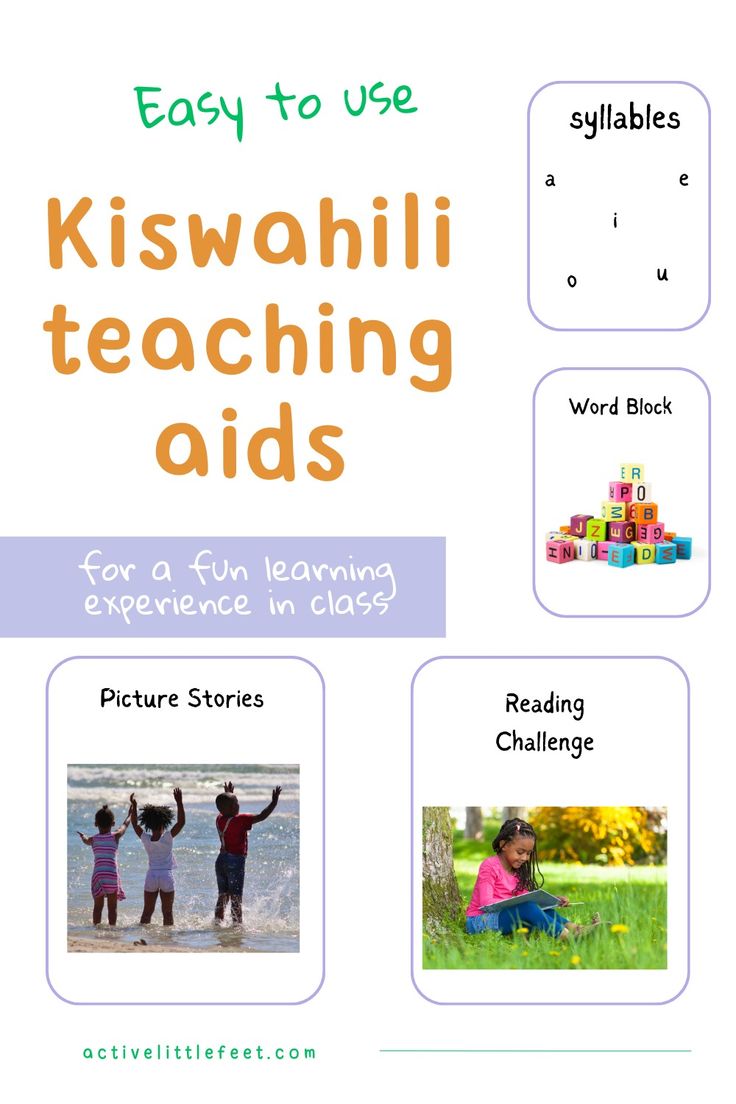 Easy to use
Kiswahili
teaching
aids
for a fun learning
experience in class
syllables
a e
i
o u
Word Block
Picture Stories
Reading
Challenge
activelittlefeet.com